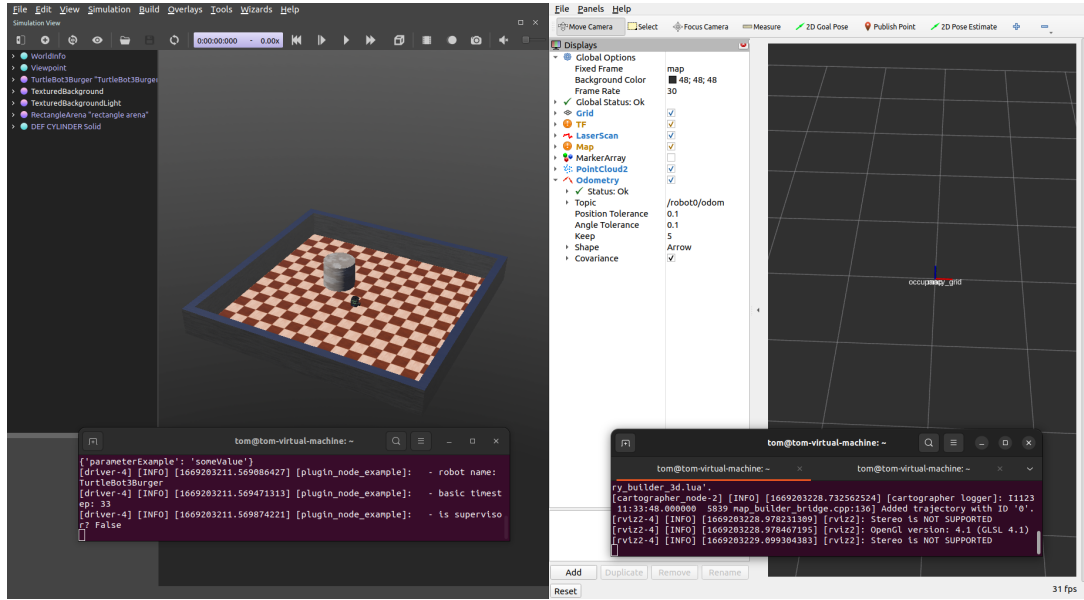 File Edit View Simulation Build Overlays Tools Wizards Help
Simulation View
0:00:00:000 - 0.00x
WorldInfo
Viewpoint
TurtleBot3Burger "TurtleBot3Burger
TexturedBackground
TexturedBackgroundLight
RectangleArena "rectangle arena"
DEF CYLINDER Solid
tom@tom-virtual-machine: ~
{'parameterExample': 'someValue'}
[driver-4] [INFO] [1669203211.569086427] [plugin_node_example]:   - robot name:
TurtleBot3Burger
[driver-4] [INFO] [1669203211.569471313] [plugin_node_example]:   - basic timest
ep: 33
[driver-4] [INFO] [1669203211.569874221] [plugin_node_example]:   - is superviso
r? False
File Panels Help
Move Camera Select Focus Camera Measure 2D Goal Pose Publish Point 2D Pose Estimate
Displays
Global Options
Fixed Frame map
Background Color 48; 48; 48
Frame Rate 30
Global Status: Ok
Grid
TF
LaserScan
Map
MarkerArray
PointCloud2
Odometry
Status: Ok
Topic /robot0/odom
Position Tolerance 0.1
Angle Tolerance 0.1
Keep 5
Shape Arrow
Covariance
tom@tom-virtual-machine: ~
tom@tom-virtual-machine: ~ tom@tom-virtual-machine: ~
ry_builder_3d.lua'.
[cartographer_node-2] [INFO] [1669203228.732562524] [cartographer logger]: I1123
11:33:48.000000  5839 map_builder_bridge.cpp:136] Added trajectory with ID '0'.
[rviz2-4] [INFO] [1669203228.978231309] [rviz2]: Stereo is NOT SUPPORTED
[rviz2-4] [INFO] [1669203228.978467195] [rviz2]: OpenGl version: 4.1 (GLSL 4.1)
[rviz2-4] [INFO] [1669203229.099304383] [rviz2]: Stereo is NOT SUPPORTED
Add Duplicate Remove Rename
Reset
31 fps